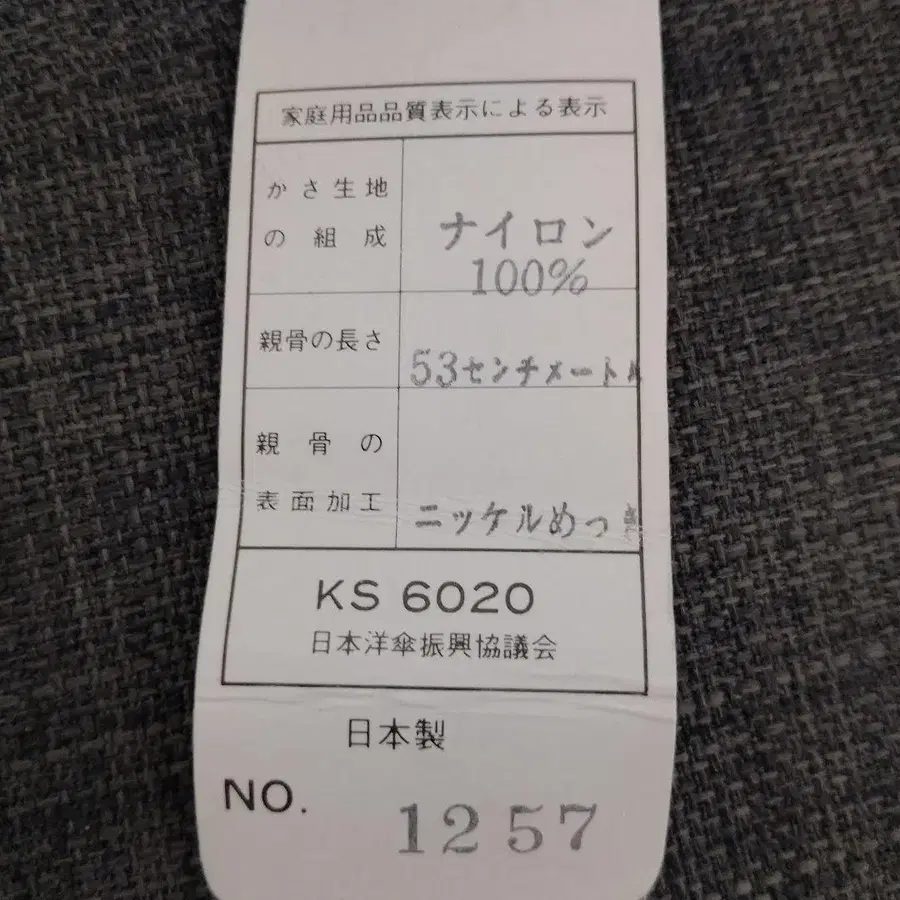 家庭用品品質表示による表示
かさ生地
の組成
ナイロン
100%
親骨の長さ
53センチメートル
親骨の
表面加工
ニッケルめっき
KS 6020
日本洋傘振興協議会
日本製
NO. 1257